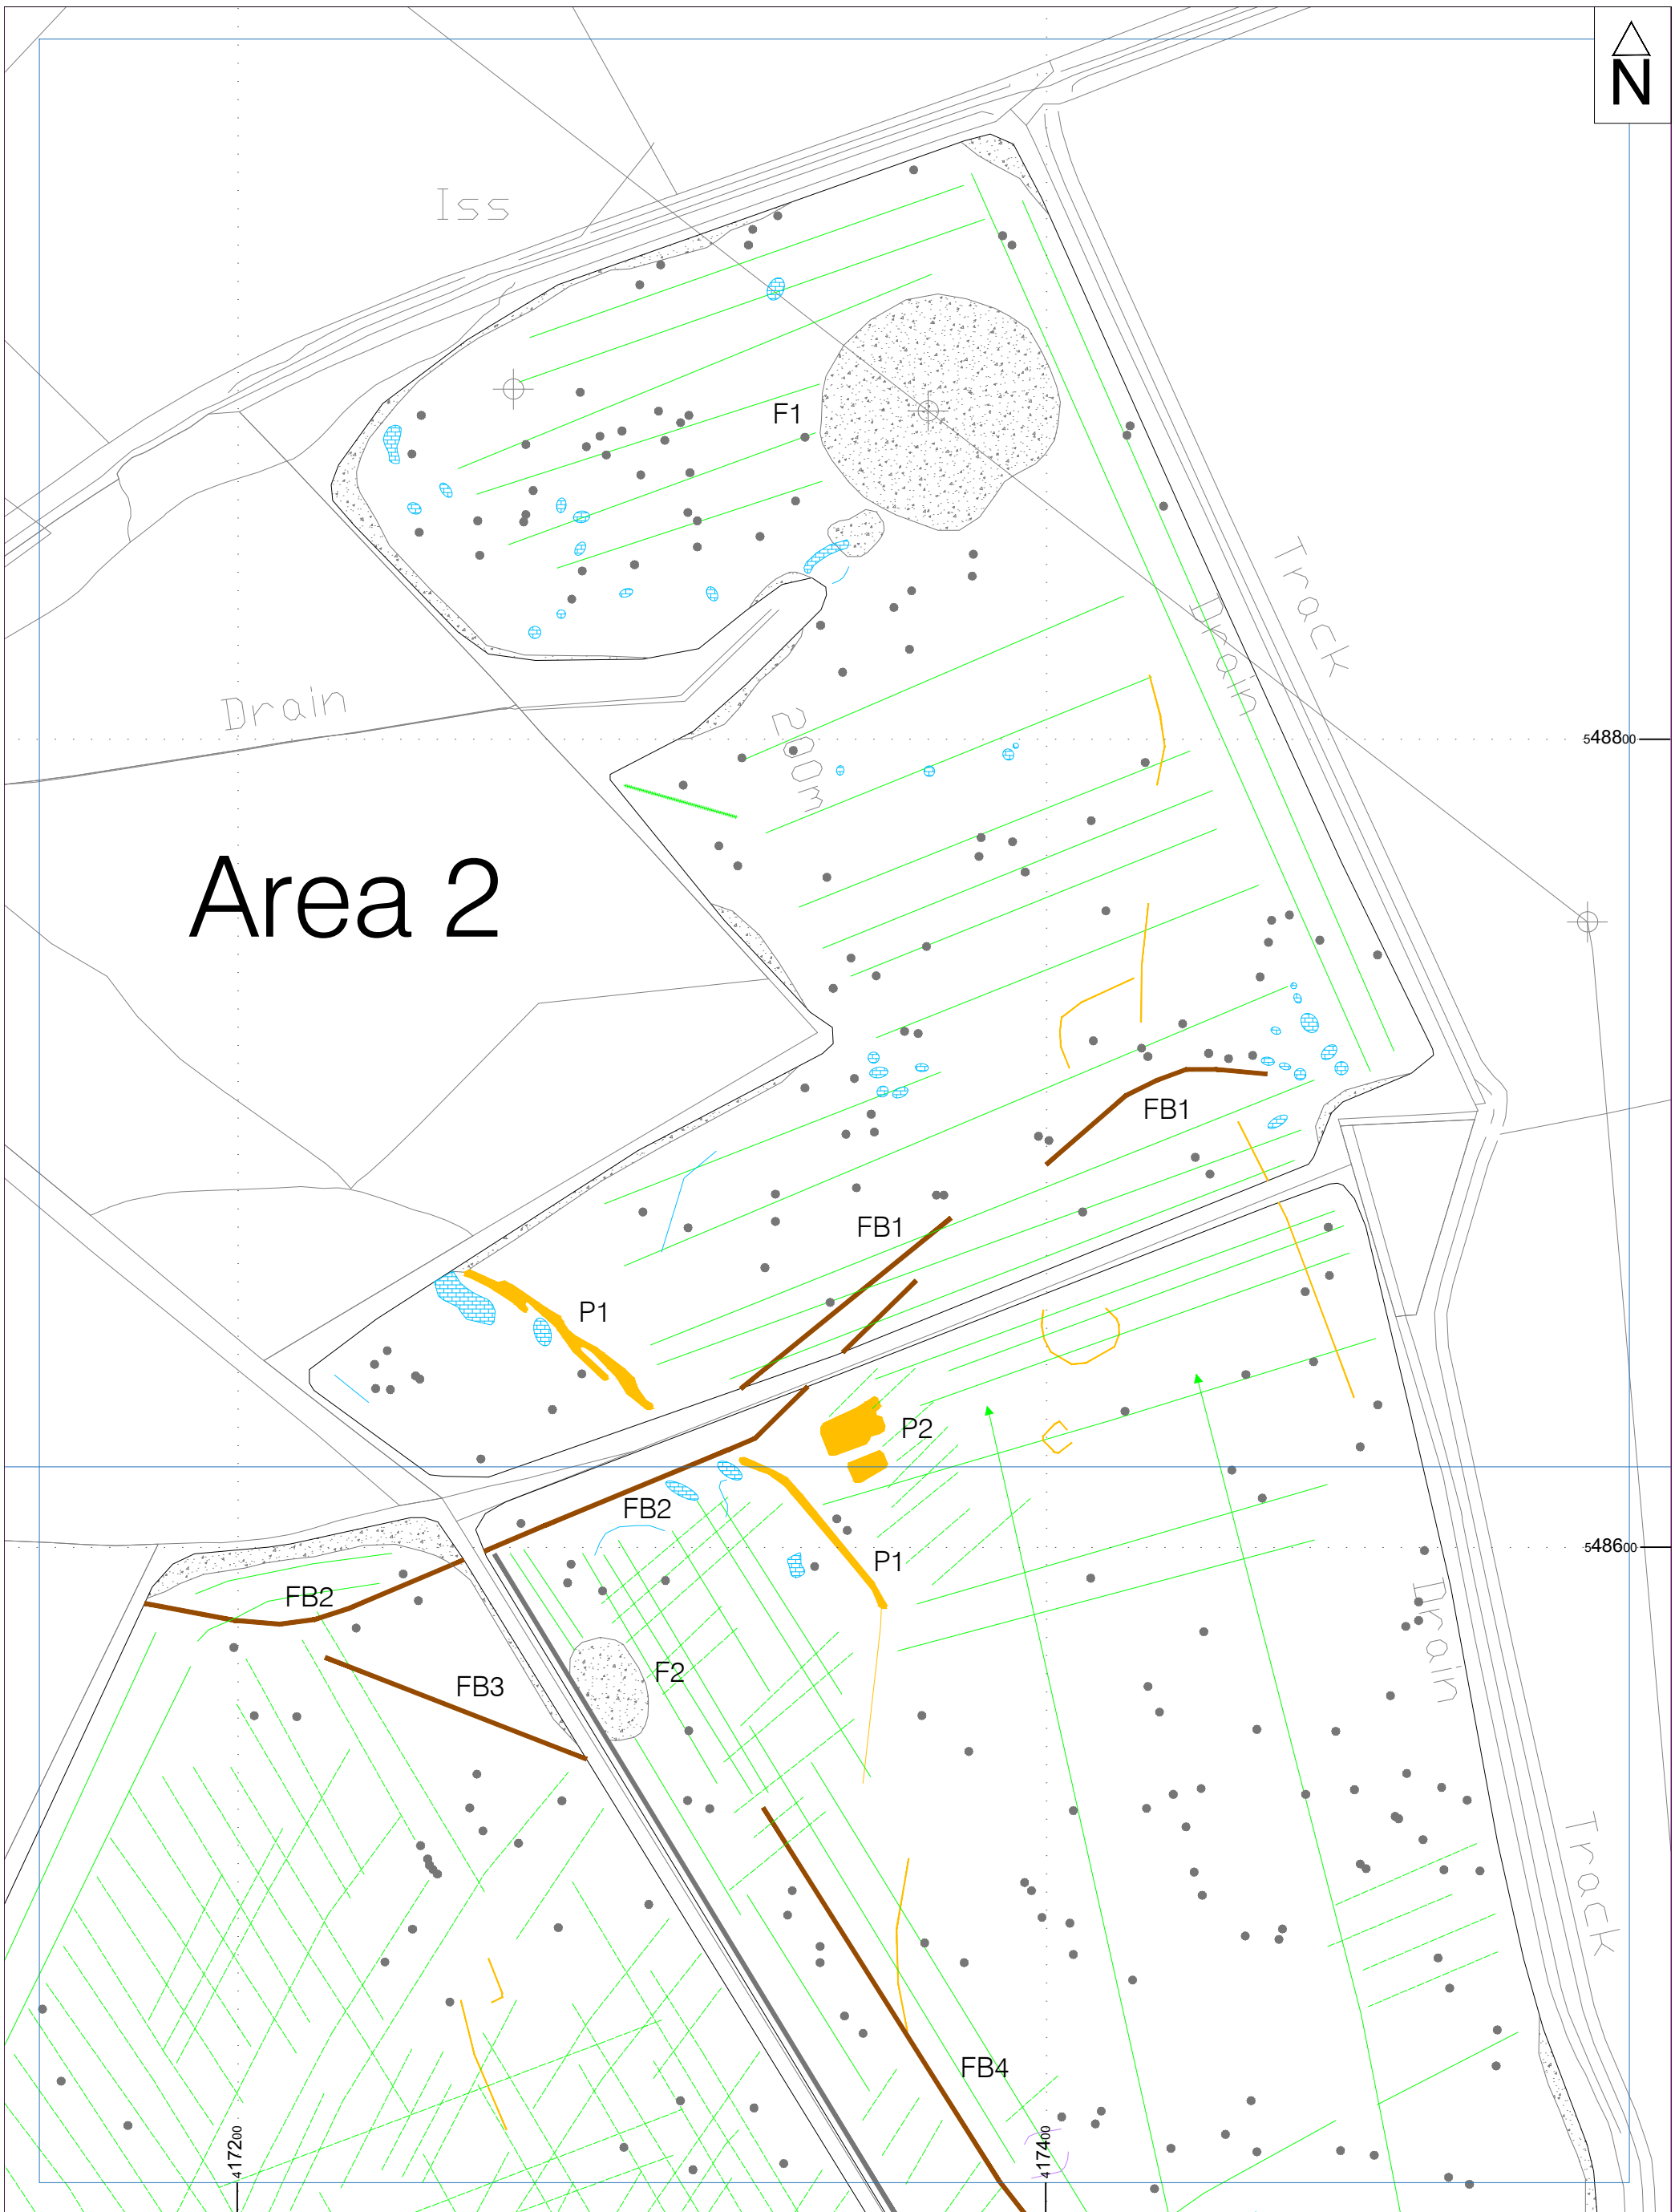 N
Iss
F1
Track
Drain
Drain
20m
548800
Area 2
FB1
FB1
P1
P2
FB2
P1
548600
FB2
F2
FB3
Drain
Track
FB4
417200
417400